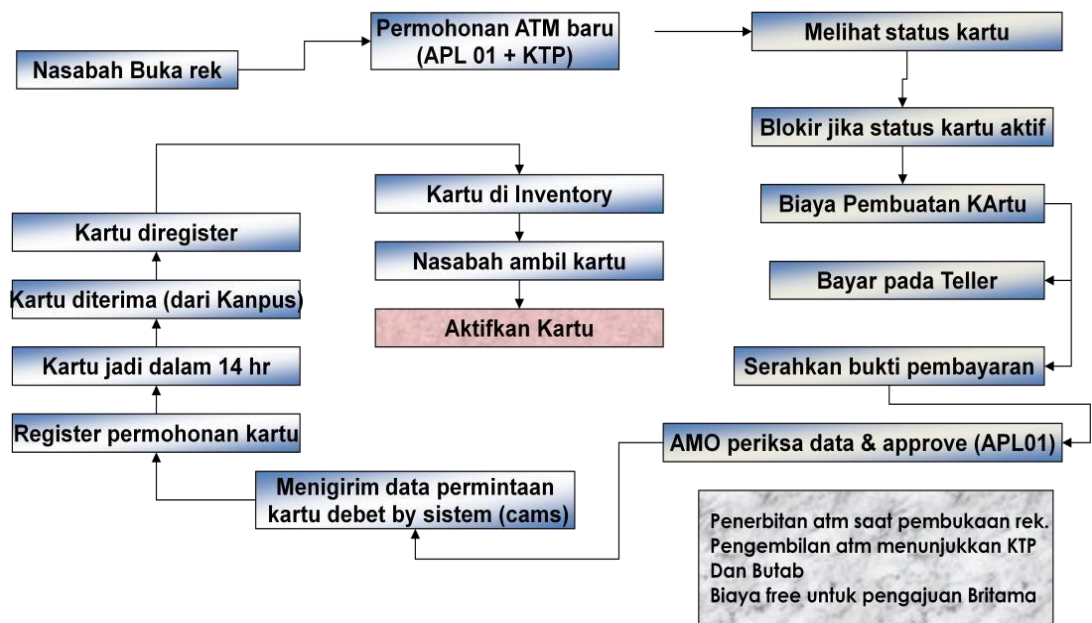 Nasabah Buka rek
Permohonan ATM baru
(APL 01 + KTP)
Melihat status kartu
Blokir jika status kartu aktif
Biaya Pembuatan KArtu
Bayar pada Teller
Serahkan bukti pembayaran
AMO periksa data & approve (APL01)
Menigirim data permintaan
kartu debet by sistem (cams)
Register permohonan kartu
Kartu jadi dalam 14 hr
Kartu diterima (dari Kanpus)
Kartu diregister
Kartu di Inventory
Nasabah ambil kartu
Aktifkan Kartu
Penerbitan atm saat pembukaan rek.
Pengembilan atm menunjukkan KTP
Dan Butab
Biaya free untuk pengajuan Britama